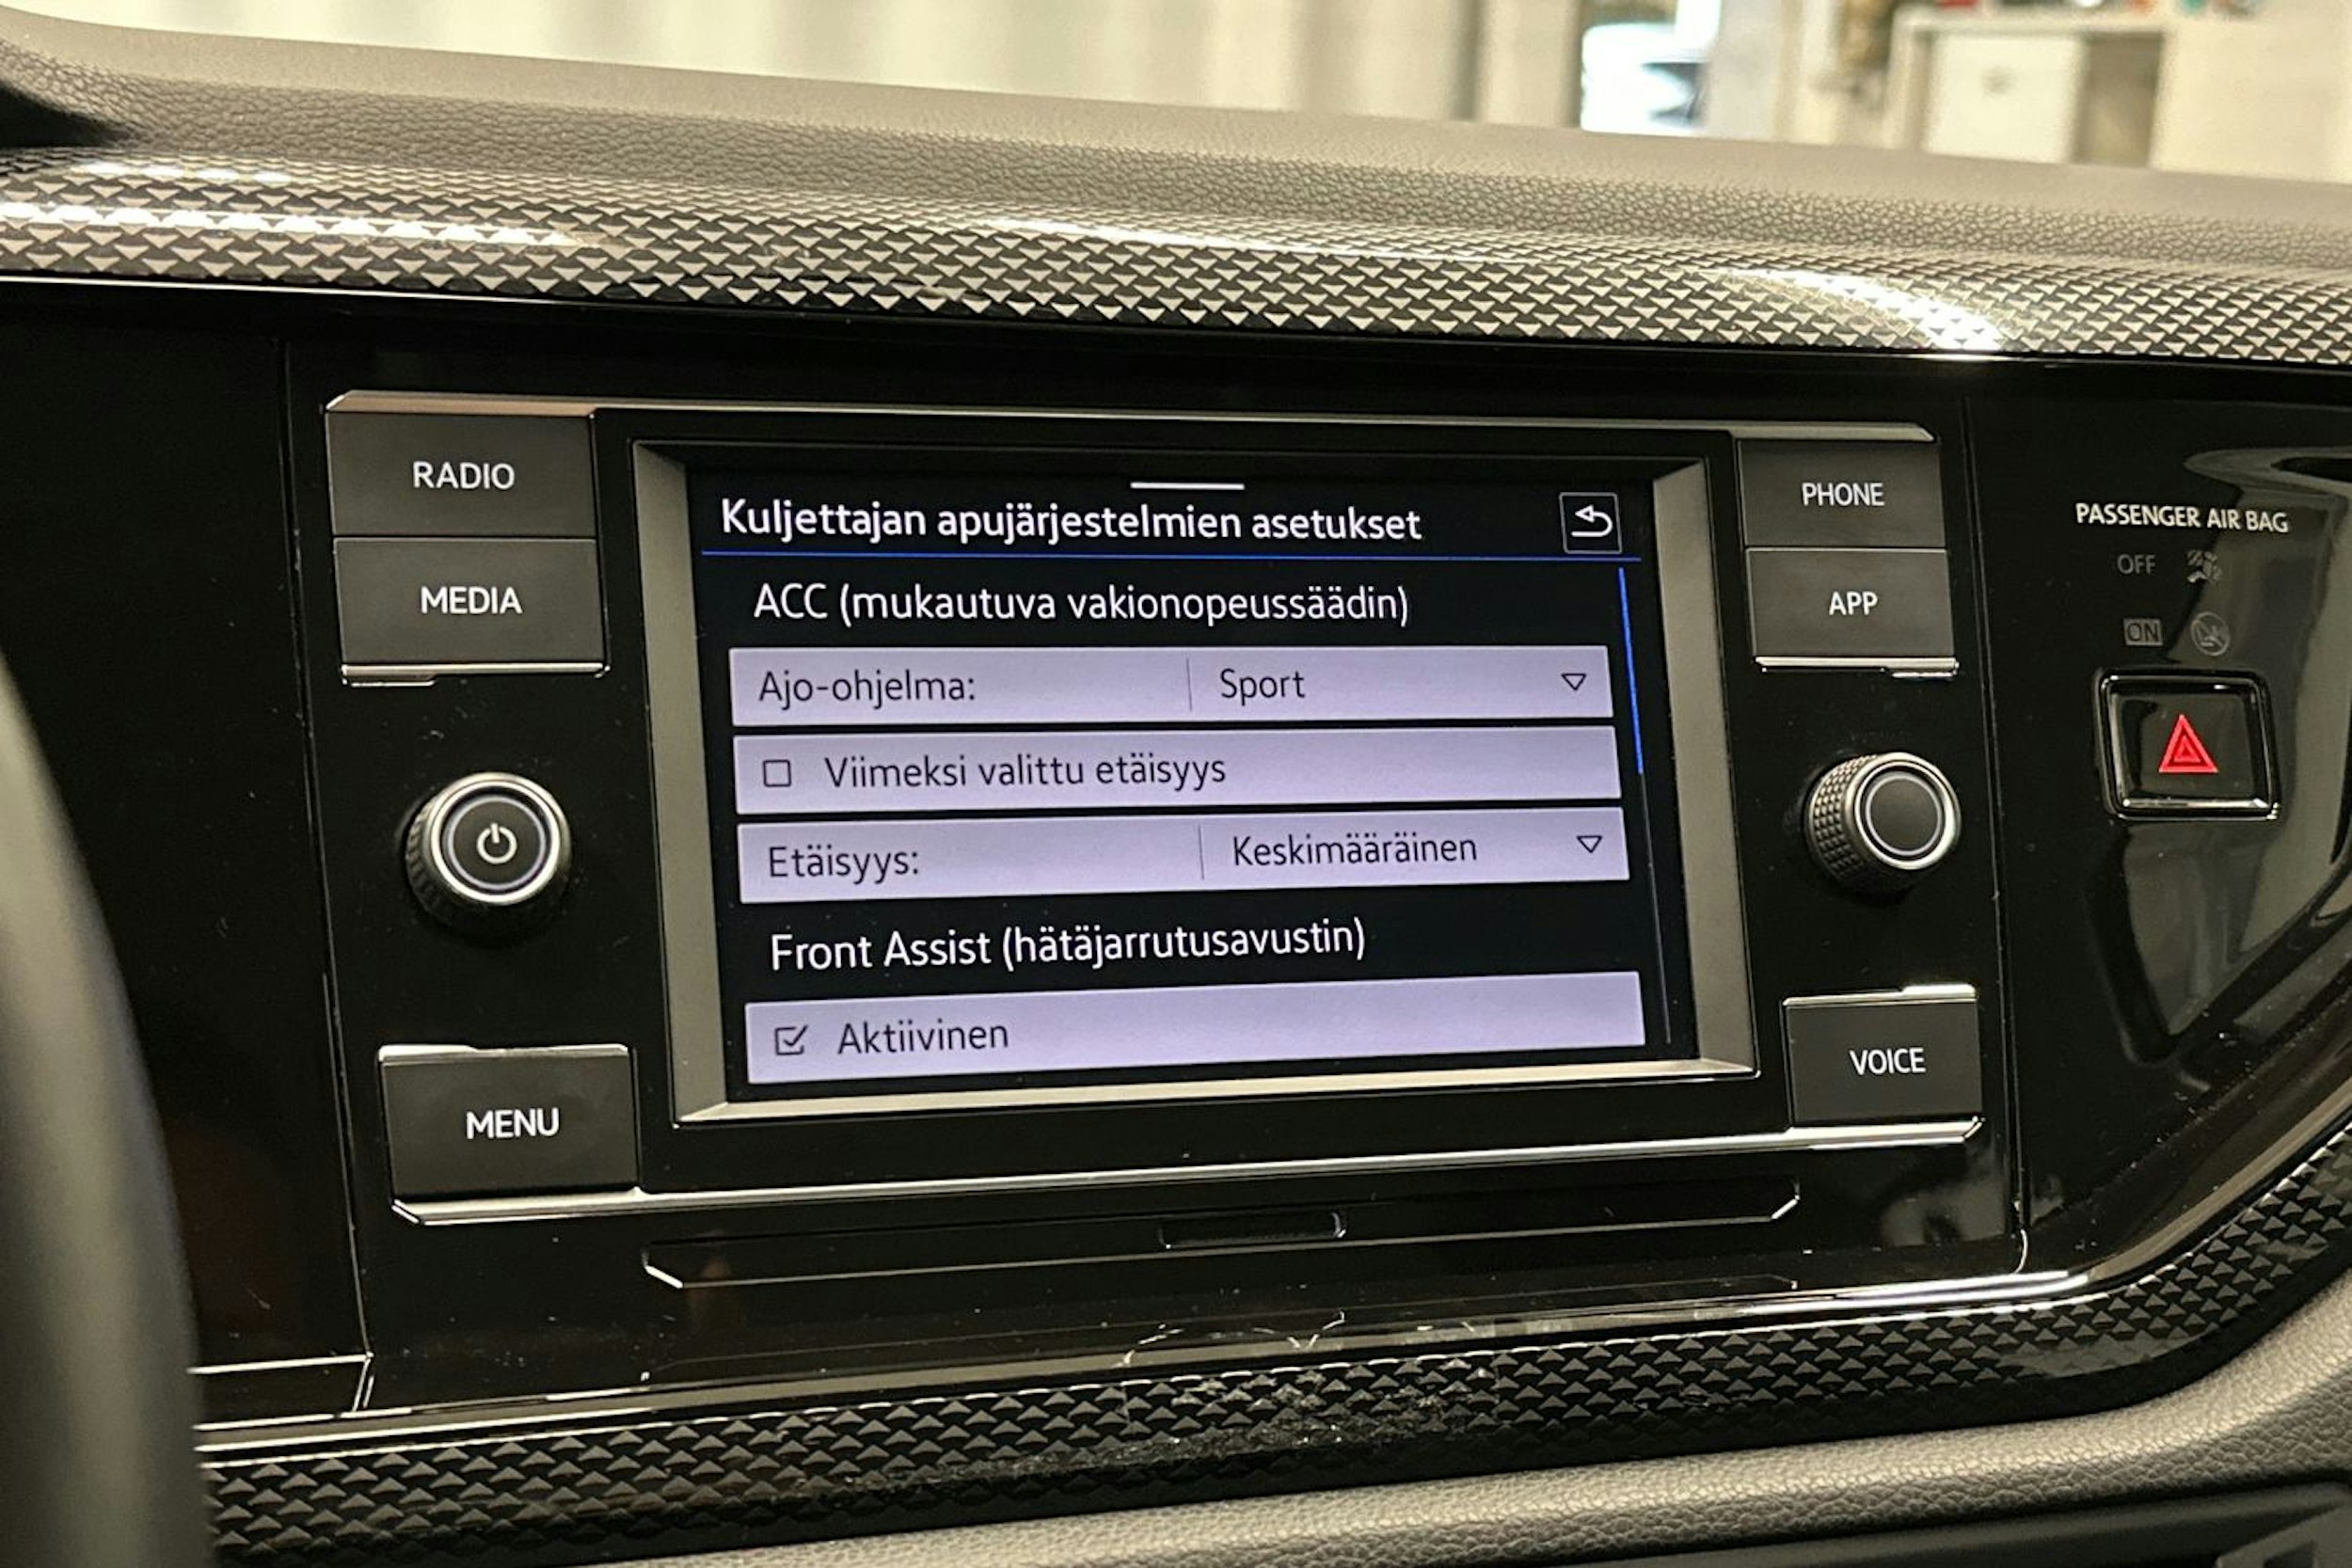 RADIO
MEDIA
MENU
Kuljettajan apujärjestelmien asetukset
ACC (mukautuva vakionopeussäädin)
Ajo-ohjelma: Sport
Viimeksi valittu etäisyys
Etäisyys: Keskimääräinen
Front Assist (hätäjarrutusavustin)
Aktiivinen
PHONE
APP
VOICE
PASSENGER AIR BAG
OFF
ON